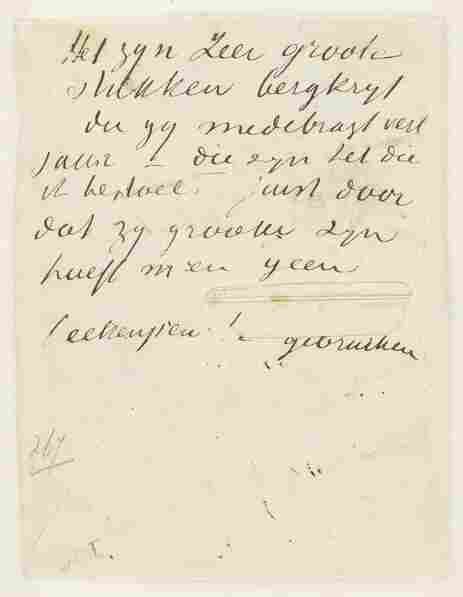 Het zyn zeer groote
stukken bergkryt
die gy medebragt verl
jaar – die zyn het die
ik bedoel. juist door
dat zy grooter zyn
hoeft men geen
teekenpen !
gebruiken
267